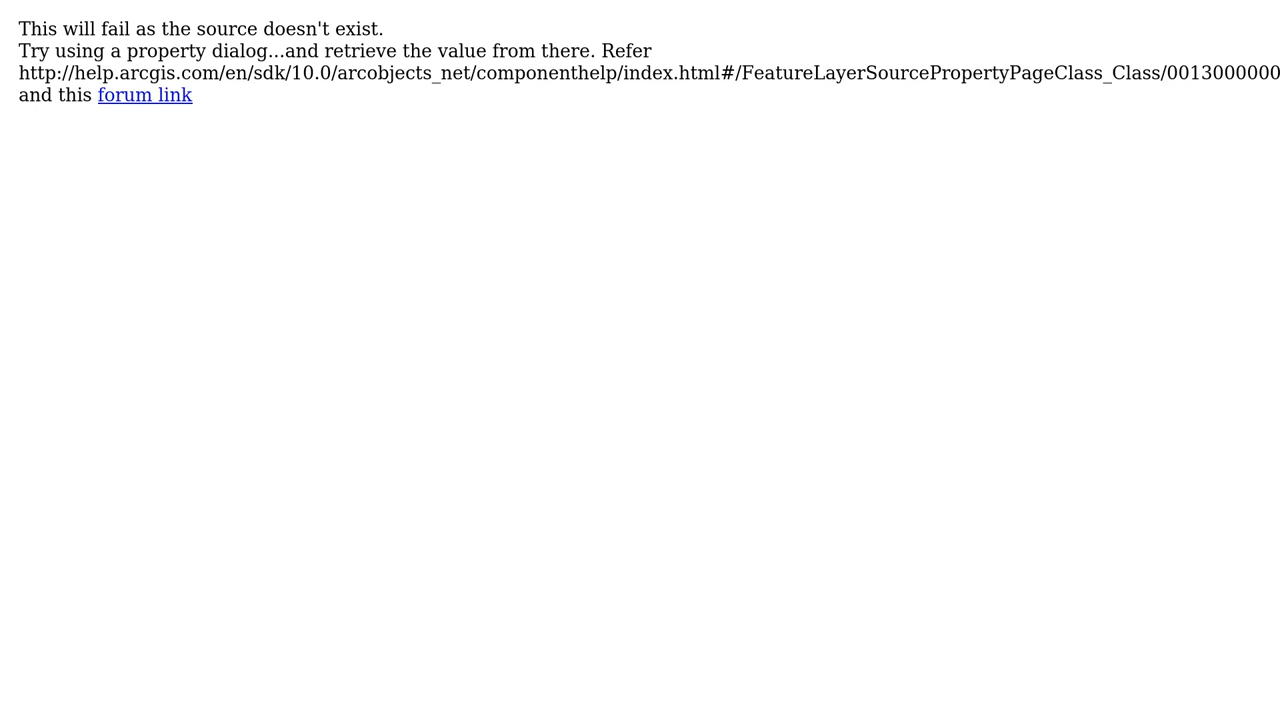 This will fail as the source doesn't exist.
Try using a property dialog...and retrieve the value from there. Refer
http://help.arcgis.com/en/sdk/10.0/arcobjects_net/componenthelp/index.html#/FeatureLayerSourcePropertyPageClass_Class/0013000000
and this forum link